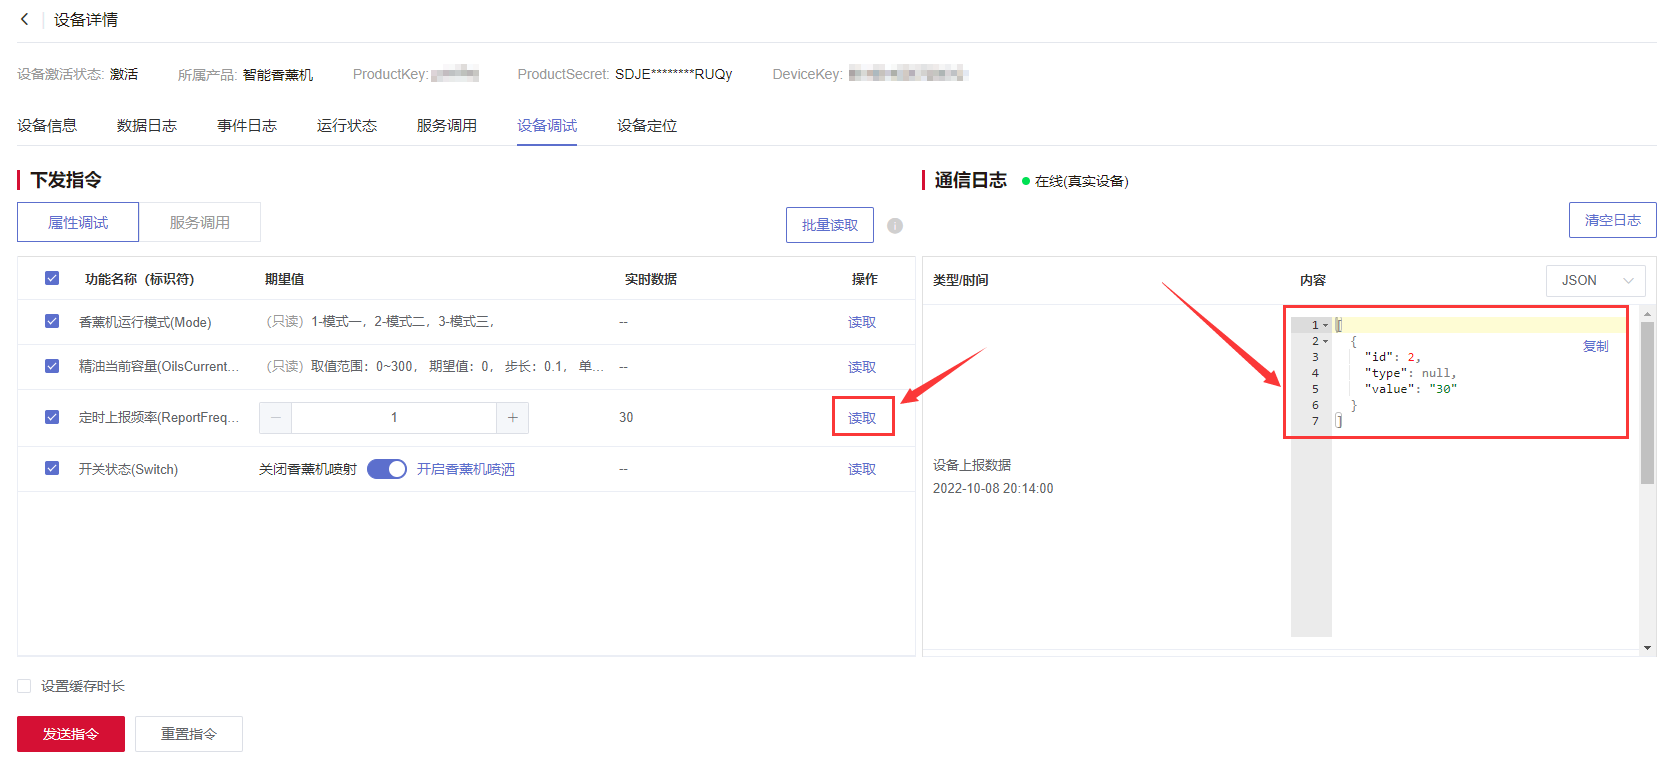 设备详情
设备激活状态: 激活 所属产品: 智能香薰机 ProductKey: ProductSecret: SDJE********RUQy DeviceKey:
设备信息 数据日志 事件日志 运行状态 服务调用 设备调试 设备定位
下发指令
属性调试 服务调用 批量读取
功能名称（标识符） 期望值 实时数据 操作
香薰机运行模式(Mode) （只读）1-模式一，2-模式二，3-模式三， -- 读取
精油当前容量(OilsCurrent... （只读）取值范围：0~300， 期望值：0， 步长：0.1， 单... -- 读取
定时上报频率(ReportFreq... − 1 + 30 读取
开关状态(Switch) 关闭香薰机喷射 开启香薰机喷洒 -- 读取
设置缓存时长
发送指令 重置指令
通信日志 在线(真实设备)
清空日志
类型/时间 内容 JSON
设备上报数据
2022-10-08 20:14:00
1 [
2 {
复制
3 "id": 2,
4 "type": null,
5 "value": "30"
6 }
7 ]